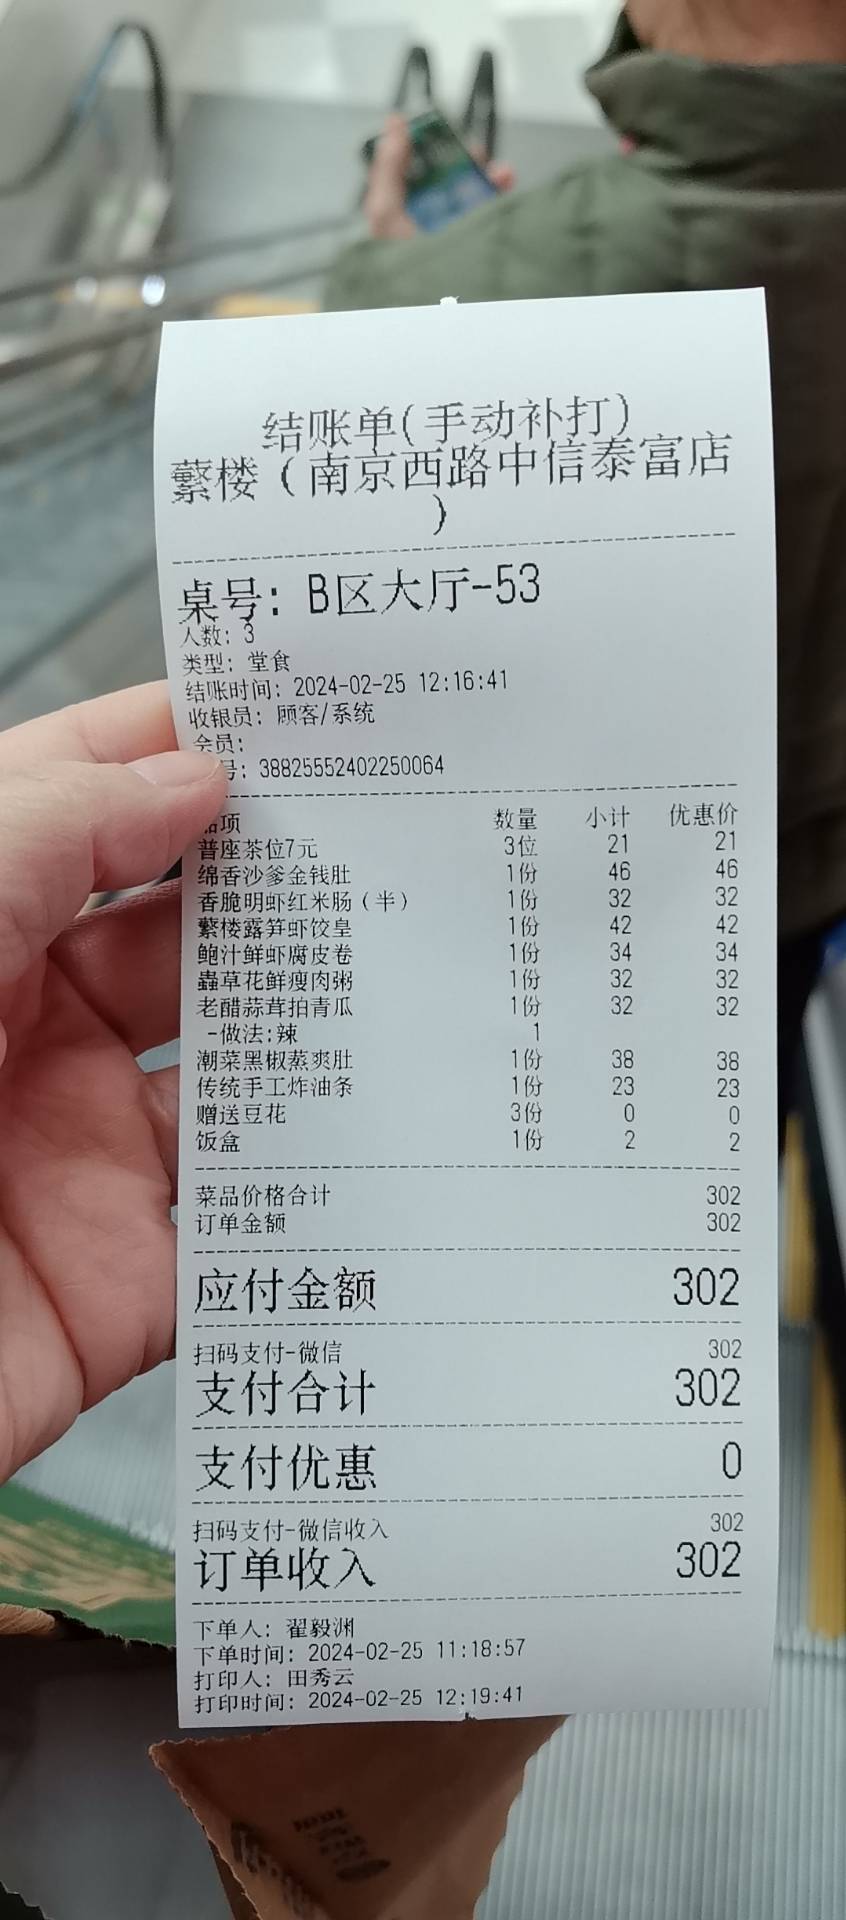 结账单(手动补打)
蘩楼（南京西路中信泰富店
）
桌号: B区大厅-53
人数: 3
类型: 堂食
结账时间: 2024-02-25 12:16:41
收银员: 顾客/系统
会员:
号: 38825552402250064
品项 数量 小计 优惠价
普座茶位7元 3位 21 21
绵香沙爹金钱肚 1份 46 46
香脆明虾红米肠（半） 1份 32 32
蘩楼露笋虾饺皇 1份 42 42
鲍汁鲜虾腐皮卷 1份 34 34
蟲草花鲜瘦肉粥 1份 32 32
老醋蒜茸拍青瓜 1份 32 32
-做法:辣 1
潮菜黑椒蒸爽肚 1份 38 38
传统手工炸油条 1份 23 23
赠送豆花 3份 0 0
饭盒 1份 2 2
菜品价格合计 302
订单金额 302
应付金额 302
扫码支付-微信 302
支付合计 302
支付优惠 0
扫码支付-微信收入 302
订单收入 302
下单人: 翟毅渊
下单时间: 2024-02-25 11:18:57
打印人: 田秀云
打印时间: 2024-02-25 12:19:41